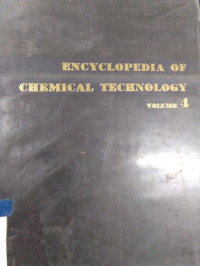 ENCYCLOPEDIA OF
CHEMICAL TECHNOLOGY
VOLUME 4